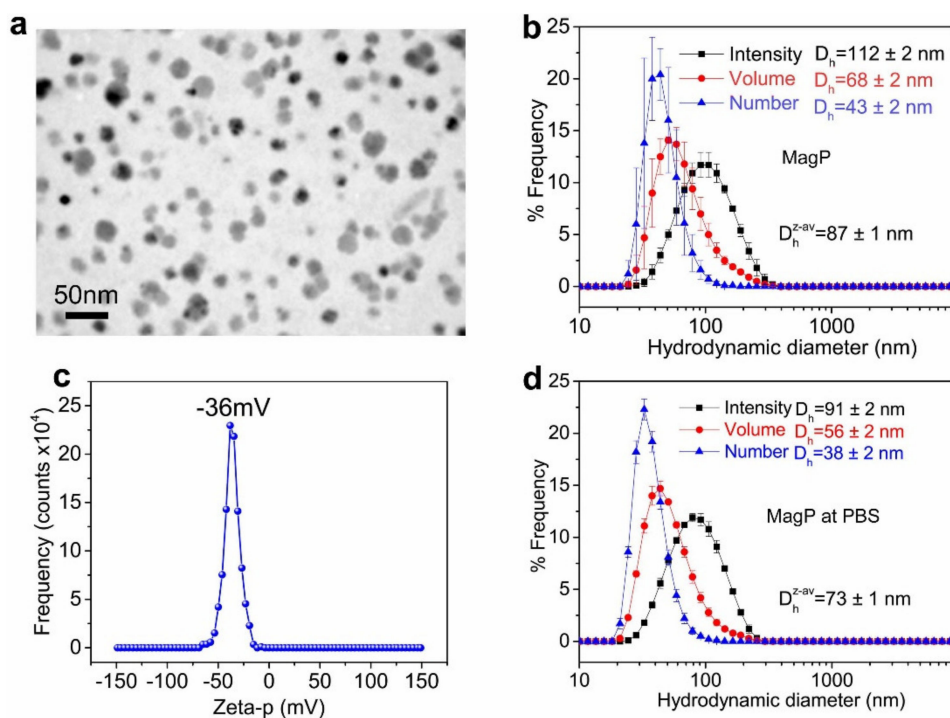 a
50nm
b
Intensity D_h=112 ± 2 nm
Volume D_h=68 ± 2 nm
Number D_h=43 ± 2 nm
MagP
D_h^z-av=87 ± 1 nm
25
20
15
10
5
0
% Frequency
10 100 1000
Hydrodynamic diameter (nm)
c
-36mV
25
20
15
10
5
0
Frequency (counts x10^4)
-150 -100 -50 0 50 100 150
Zeta-p (mV)
d
Intensity D_h=91 ± 2 nm
Volume D_h=56 ± 2 nm
Number D_h=38 ± 2 nm
MagP at PBS
D_h^z-av=73 ± 1 nm
25
20
15
10
5
0
% Frequency
10 100 1000
Hydrodynamic diameter (nm)